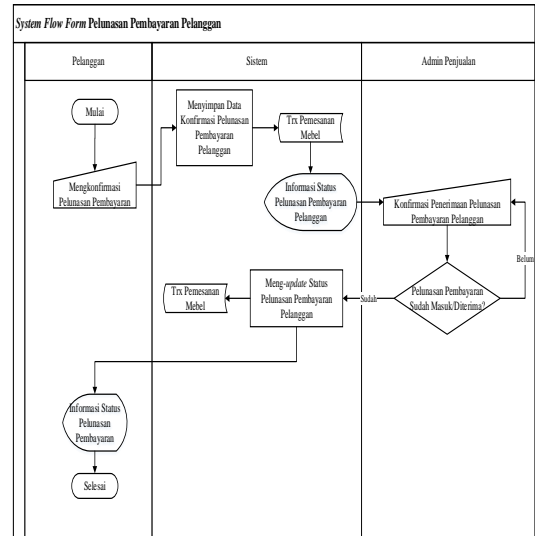 System Flow Form Pelunasan Pembayaran Pelanggan
Pelanggan
Sistem
Admin Penjualan
Mulai
Mengkonfirmasi
Pelunasan Pembayaran
Menyimpan Data
Konfirmasi Pelunasan
Pembayaran
Pelanggan
Trx Pemesanan
Mebel
Informasi Status
Pelunasan Pembayaran
Pelanggan
Konfirmasi Penerimaan Pelunasan
Pembayaran Pelanggan
Belum
Pelunasan Pembayaran
Sudah Masuk/Diterima?
Sudah
Meng-update Status
Pelunasan Pembayaran
Pelanggan
Trx Pemesanan
Mebel
Informasi Status
Pelunasan
Pembayaran
Selesai